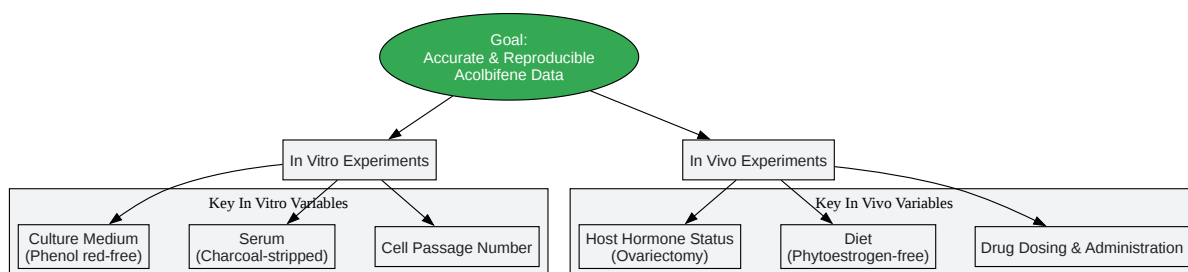 Goal:
Accurate & Reproducible
Acolbifene Data
In Vitro Experiments
In Vivo Experiments
Key In Vitro Variables
Key In Vivo Variables
Culture Medium
(Phenol red-free)
Serum
(Charcoal-stripped)
Cell Passage Number
Host Hormone Status
(Ovariectomy)
Diet
(Phytoestrogen-free)
Drug Dosing & Administration